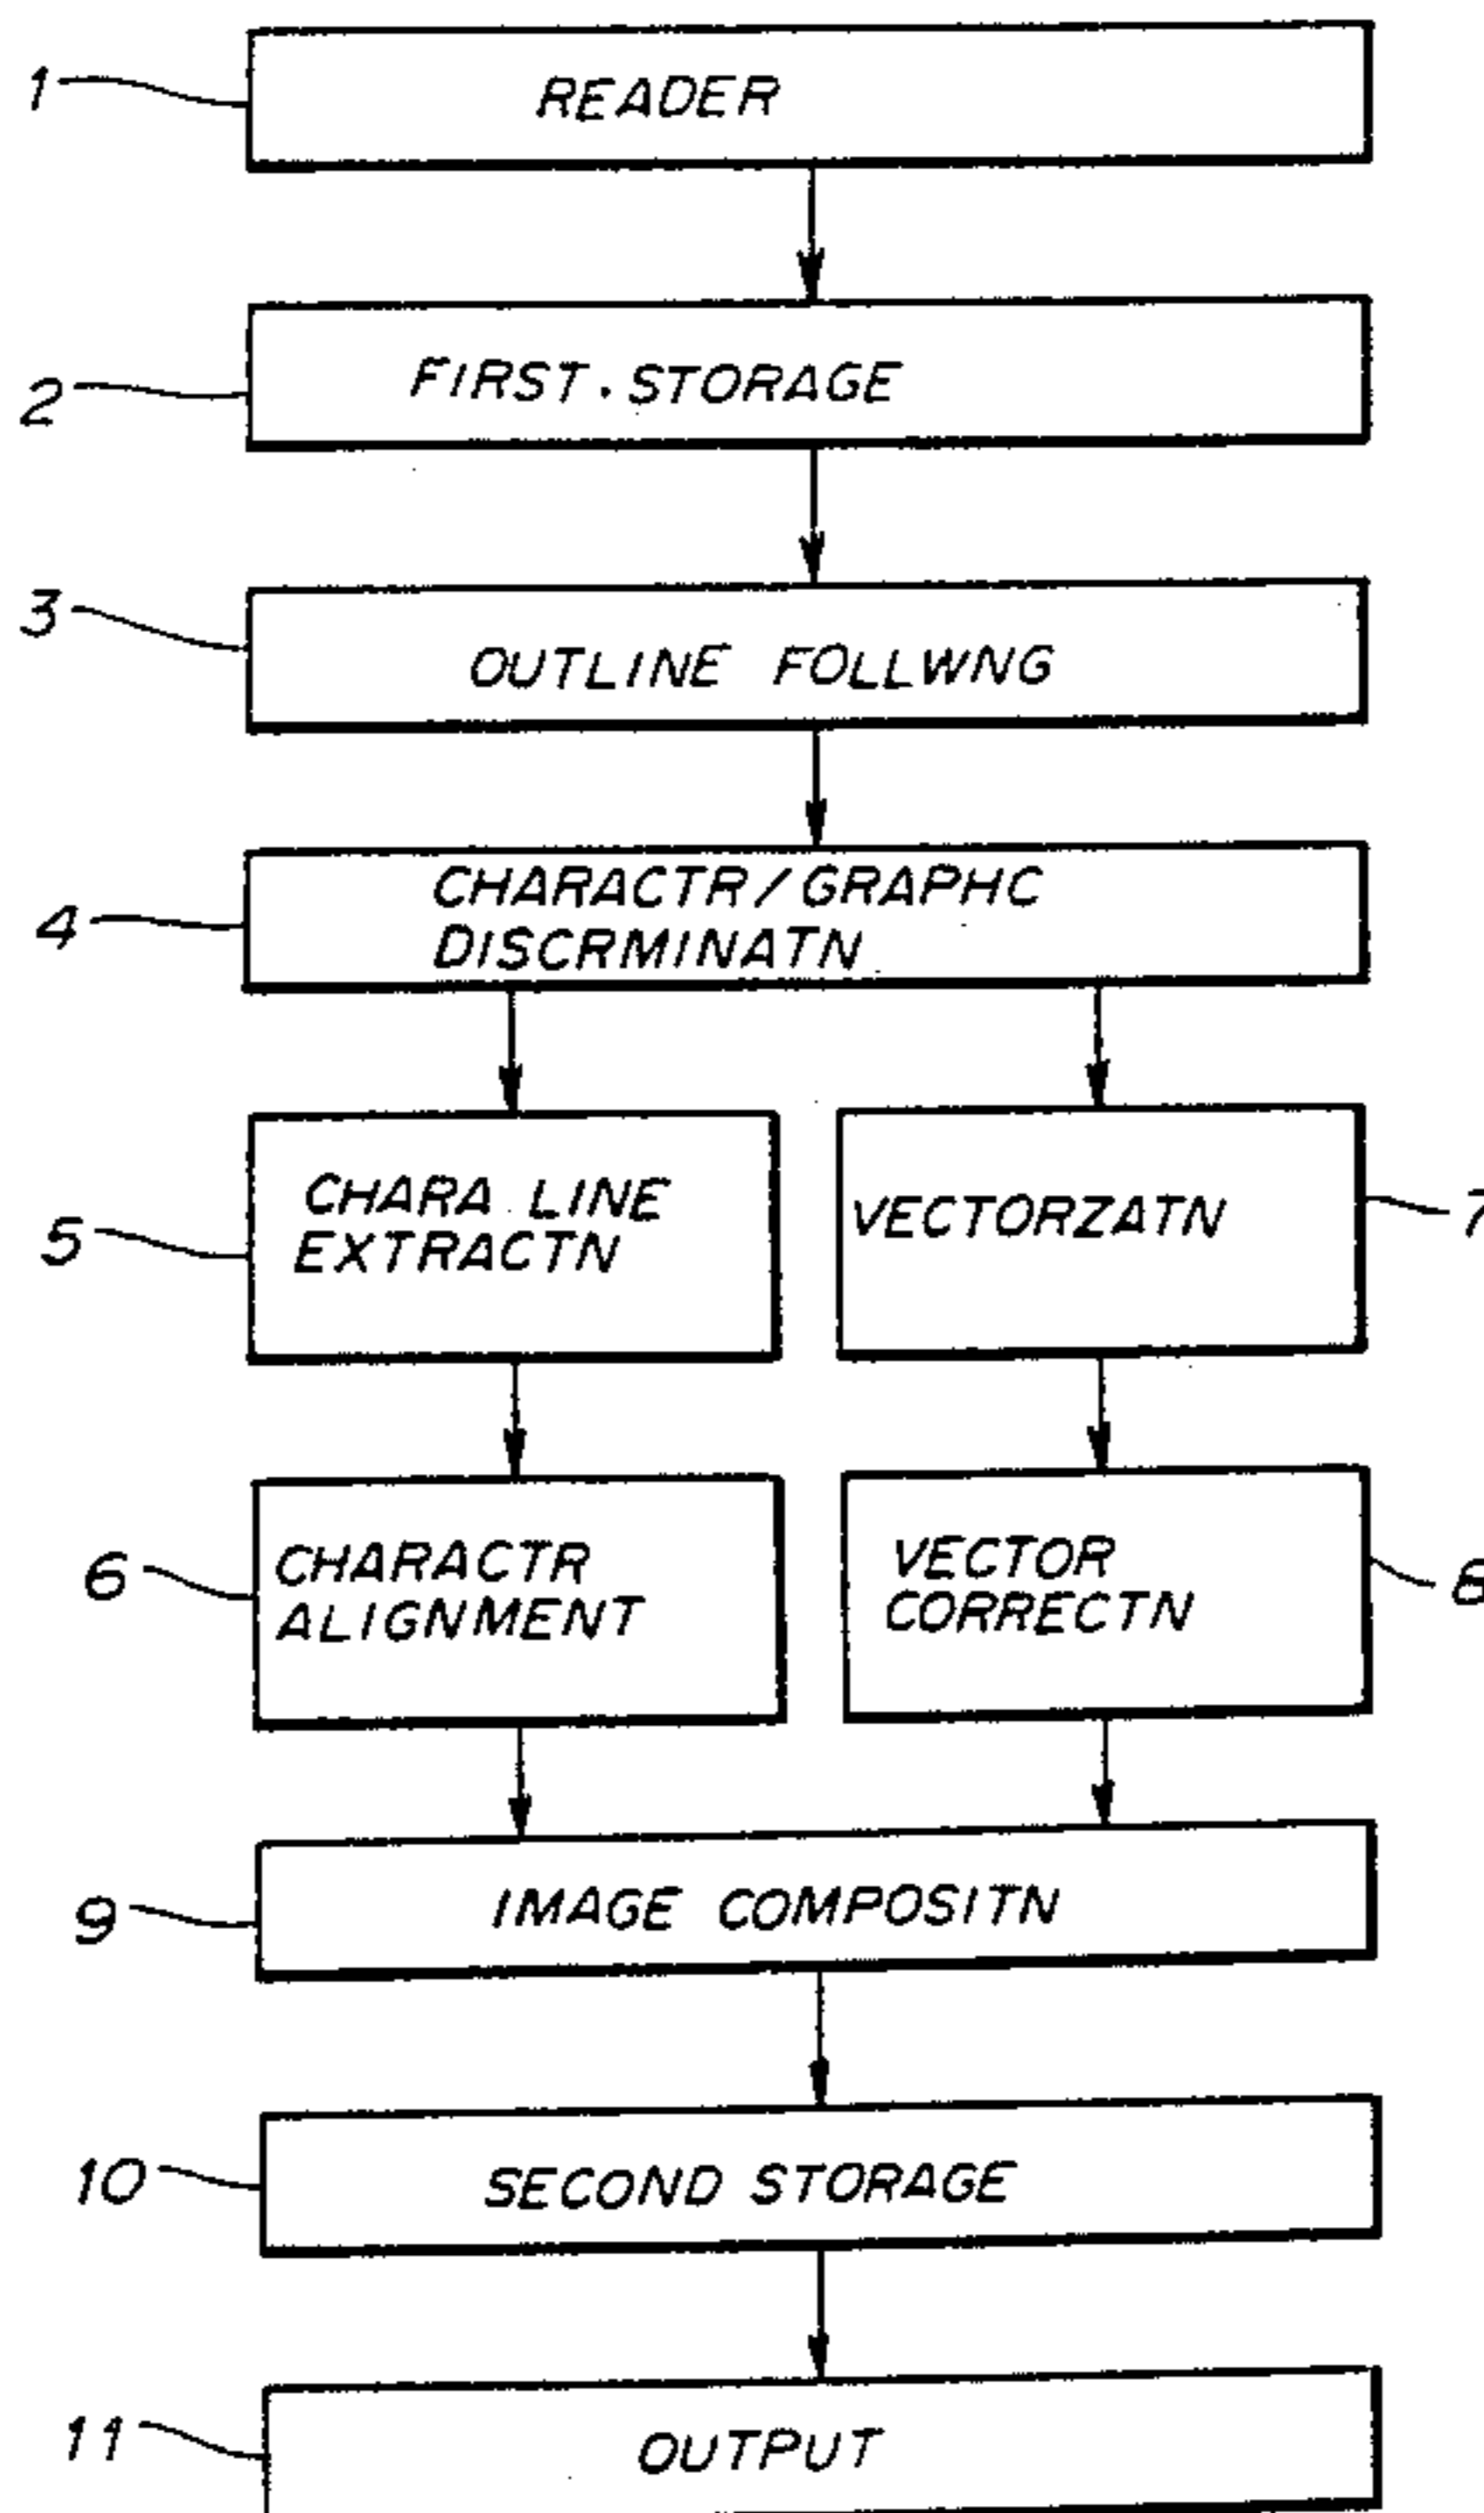 1
READER
2
FIRST. STORAGE
3
OUTLINE FOLLWNG
4
CHARACTR/GRAPHC
DISCRMINATN
5
CHARA LINE
EXTRACTN
VECTORZATN
7
6
CHARACTR
ALIGNMENT
VECTOR
CORRECTN
8
9
IMAGE COMPOSITN
10
SECOND STORAGE
11
OUTPUT